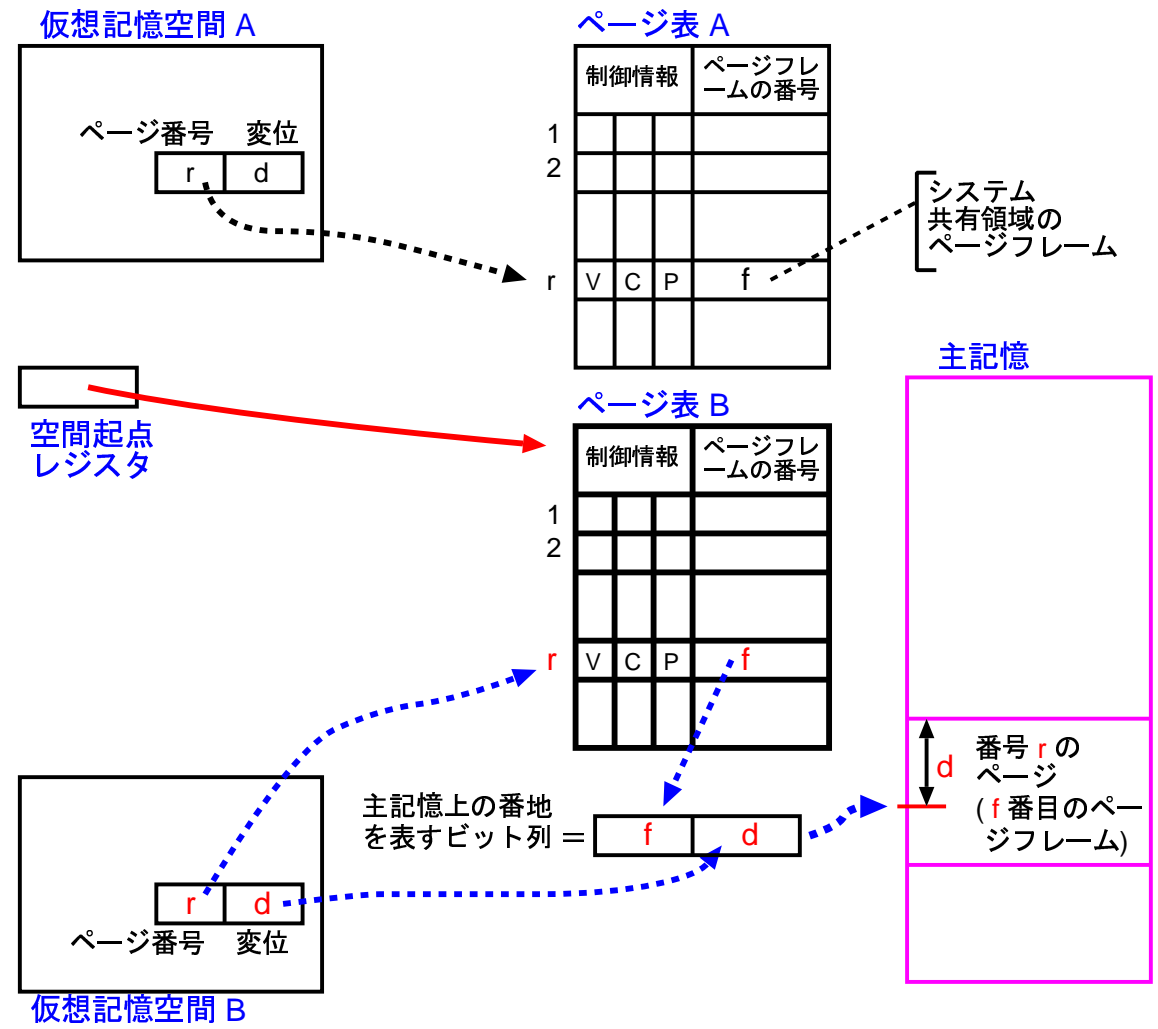 仮想記憶空間 A
ページ番号 変位
r d
ページ表 A
制御情報
ページフレ
ームの番号
1
2
r V C P f
システム
共有領域の
ページフレーム
空間起点
レジスタ
ページ表 B
制御情報
ページフレ
ームの番号
1
2
r V C P f
主記憶
d
番号 r の
ページ
( f 番目のペー
ジフレーム)
主記憶上の番地
を表すビット列 = f d
r d
ページ番号 変位
仮想記憶空間 B